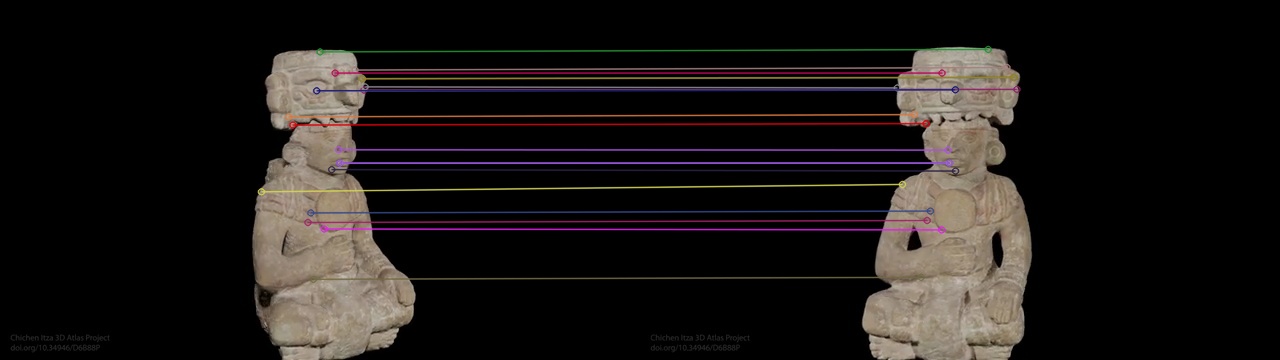 Chichen Itza 3D Atlas Project
doi.org/10.34946/D6B88P
Chichen Itza 3D Atlas Project
doi.org/10.34946/D6B88P